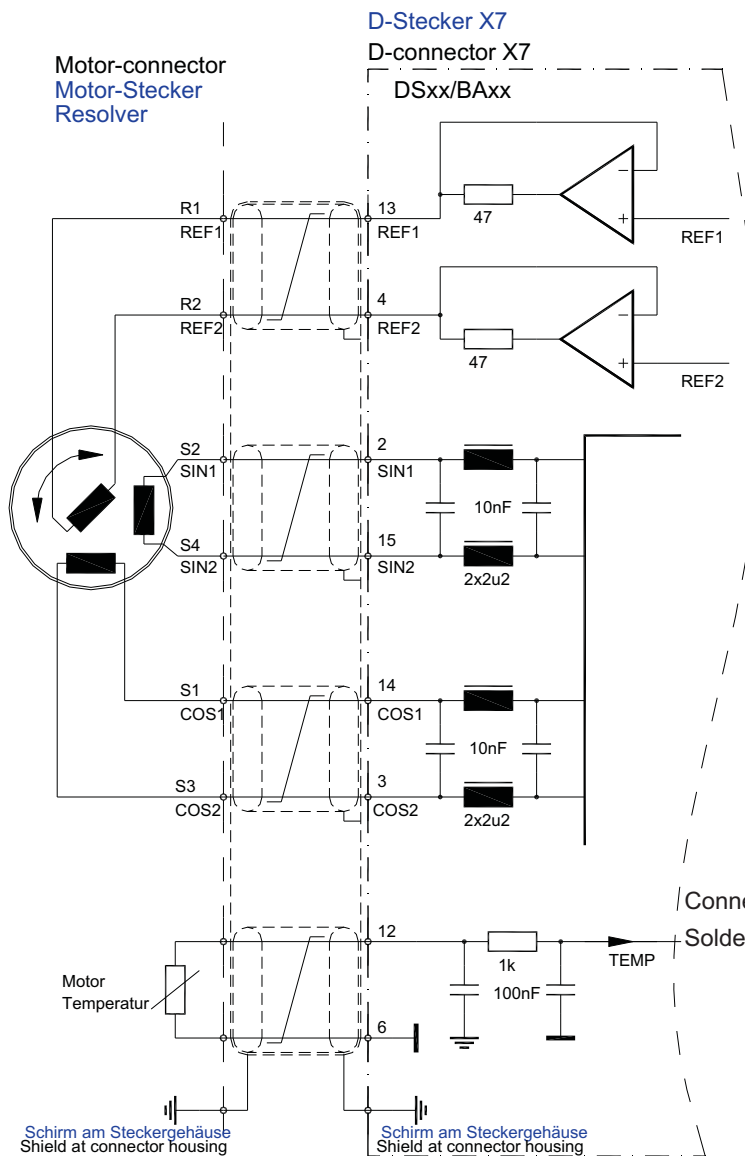 D-Stecker X7
D-connector X7
Motor-connector
Motor-Stecker
Resolver
DSxx/BAxx
R1
REF1
13
REF1
47
REF1
R2
REF2
4
REF2
47
REF2
S2
SIN1
2
SIN1
10nF
S4
SIN2
15
SIN2
2x2u2
S1
COS1
14
COS1
10nF
S3
COS2
3
COS2
2x2u2
12
1k
TEMP
Conne
Solde
Motor
Temperatur
100nF
6
Schirm am Steckergehäuse
Shield at connector housing
Schirm am Steckergehäuse
Shield at connector housing